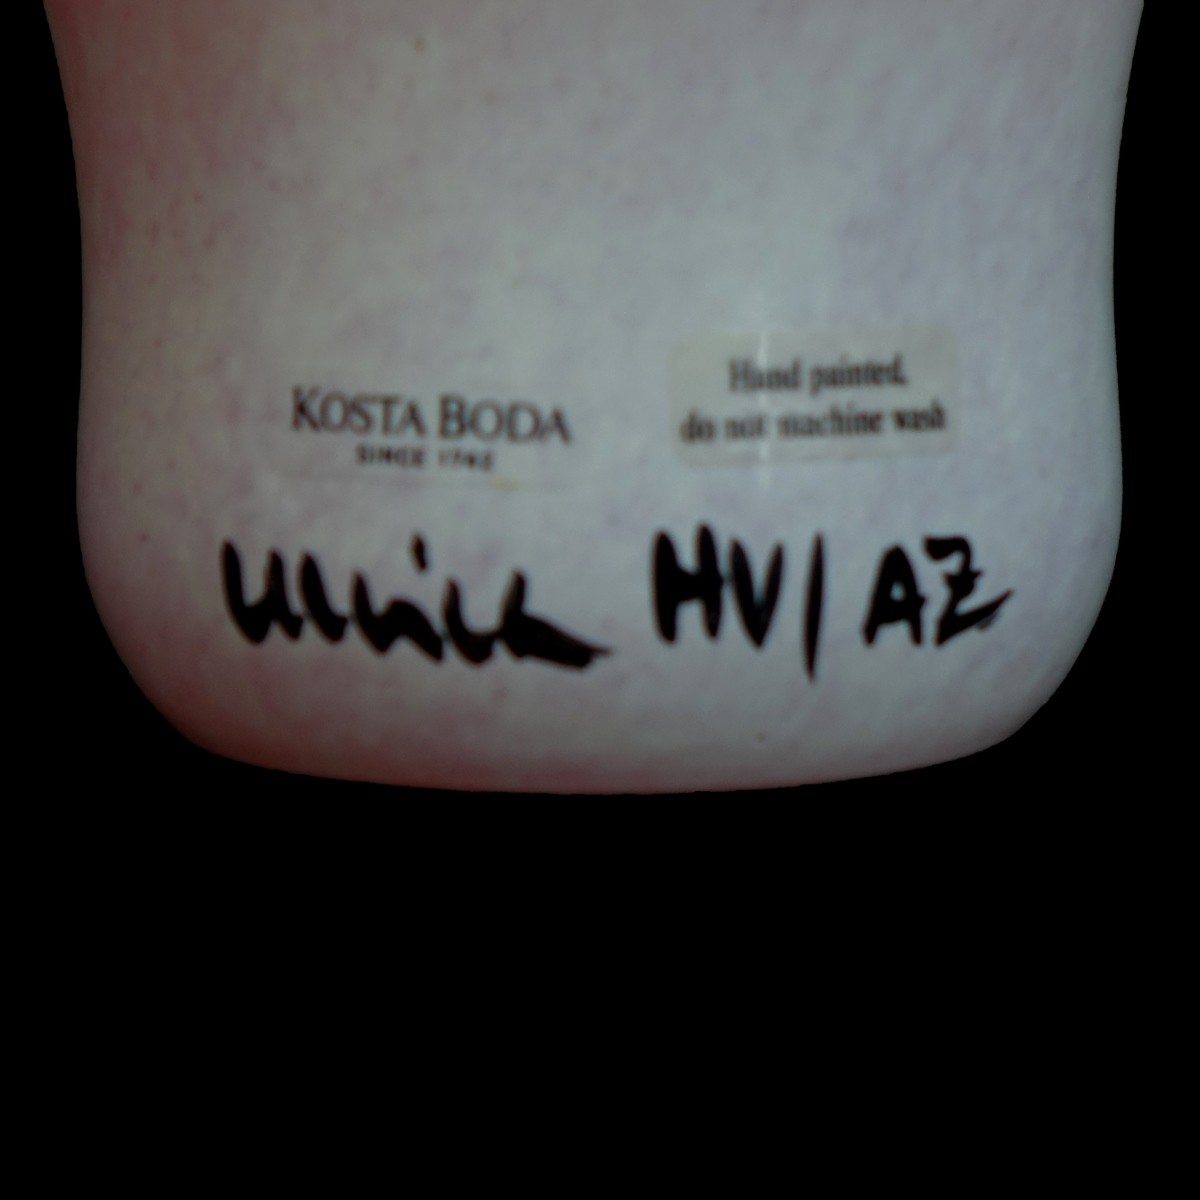 KOSTA BODA
SINCE 1742
Hand painted,
do not machine wash
Ulrica HV/AZ